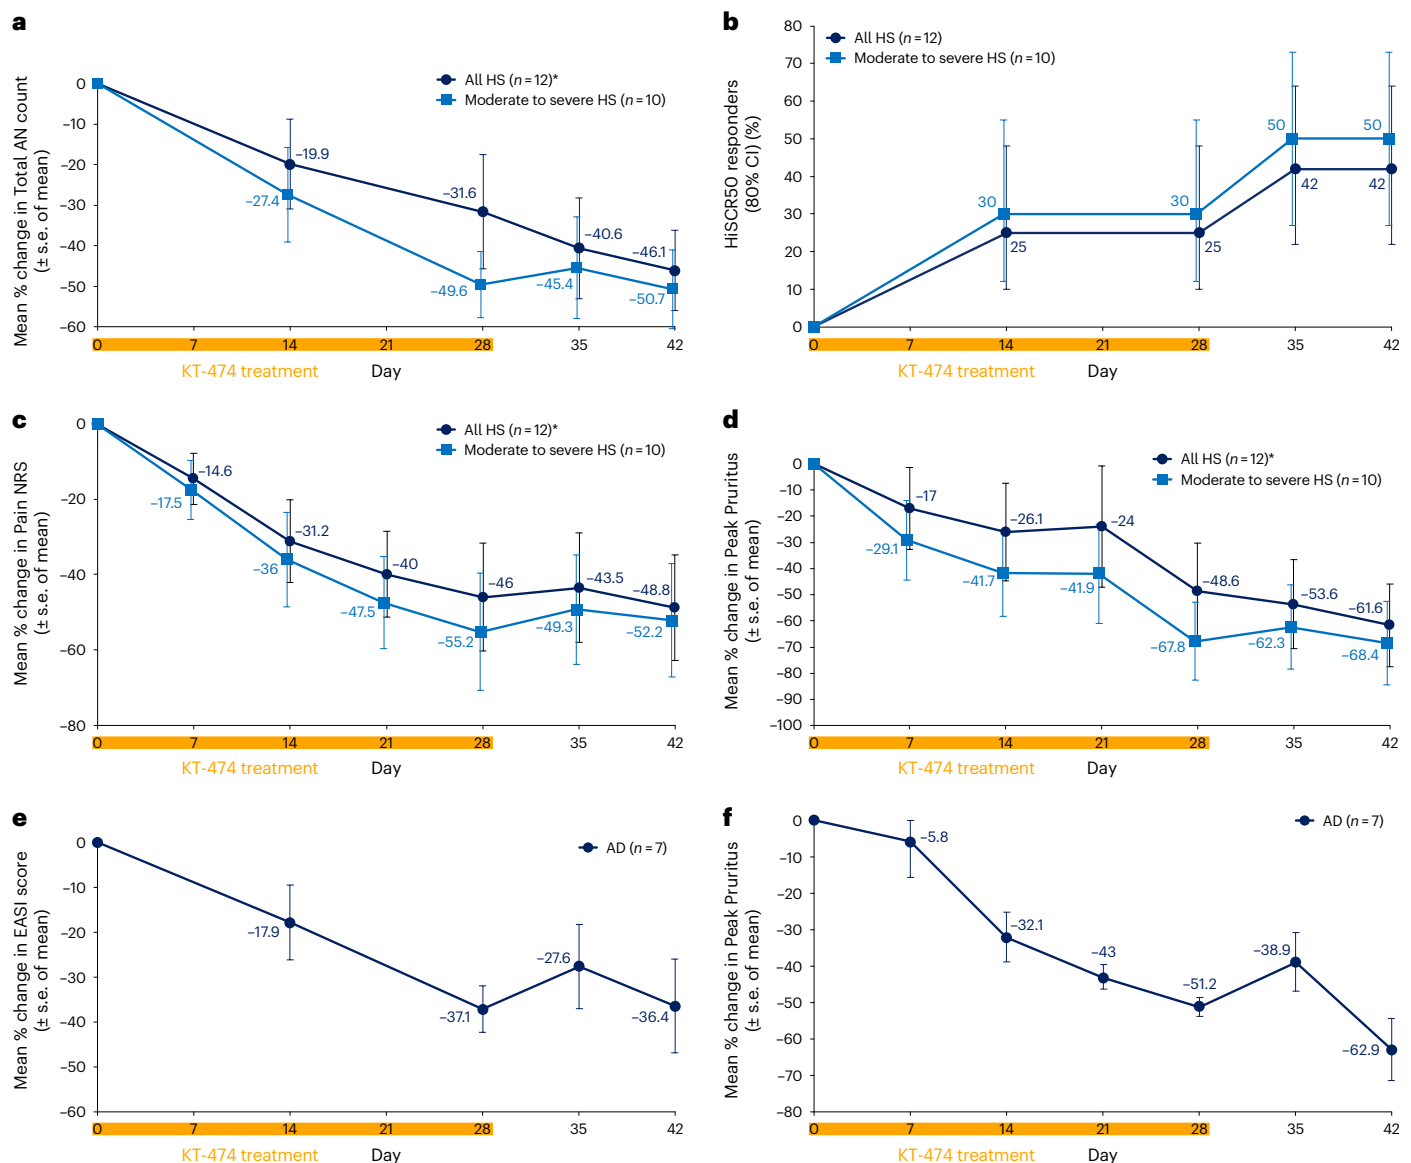 a
Mean % change in Total AN count
(± s.e. of mean)
All HS (n = 12)*
Moderate to severe HS (n = 10)
0
–10
–20
–30
–40
–50
–60
–19.9
–31.6
–40.6
–46.1
–27.4
–49.6
–45.4
–50.7
0 7 14 21 28 35 42
KT-474 treatment Day
b
HiSCR50 responders
(80% CI) (%)
All HS (n = 12)
Moderate to severe HS (n = 10)
80
70
60
50
40
30
20
10
0
30
30
50
50
25
25
42
42
0 7 14 21 28 35 42
KT-474 treatment Day
c
Mean % change in Pain NRS
(± s.e. of mean)
All HS (n = 12)*
Moderate to severe HS (n = 10)
0
–20
–40
–60
–80
–14.6
–31.2
–40
–46
–43.5
–48.8
–17.5
–36
–47.5
–55.2
–49.3
–52.2
0 7 14 21 28 35 42
KT-474 treatment Day
d
Mean % change in Peak Pruritus
(± s.e. of mean)
All HS (n = 12)*
Moderate to severe HS (n = 10)
0
–10
–20
–30
–40
–50
–60
–70
–80
–90
–100
–17
–26.1
–24
–48.6
–53.6
–61.6
–29.1
–41.7
–41.9
–67.8
–62.3
–68.4
0 7 14 21 28 35 42
KT-474 treatment Day
e
Mean % change in EASI score
(± s.e. of mean)
AD (n = 7)
0
–10
–20
–30
–40
–50
–60
–17.9
–37.1
–27.6
–36.4
0 7 14 21 28 35 42
KT-474 treatment Day
f
Mean % change in Peak Pruritus
(± s.e. of mean)
AD (n = 7)
0
–10
–20
–30
–40
–50
–60
–70
–80
–5.8
–32.1
–43
–51.2
–38.9
–62.9
0 7 14 21 28 35 42
KT-474 treatment Day